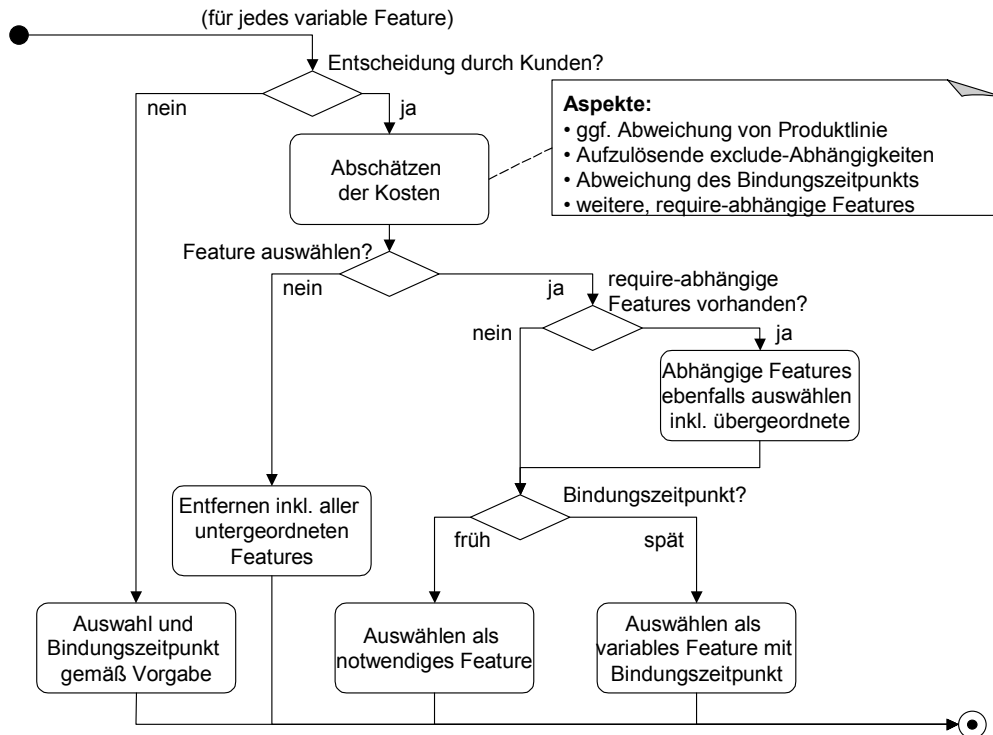 (für jedes variable Feature)
Entscheidung durch Kunden?
nein
ja
Aspekte:
• ggf. Abweichung von Produktlinie
• Aufzulösende exclude-Abhängigkeiten
• Abweichung des Bindungszeitpunkts
• weitere, require-abhängige Features
Abschätzen
der Kosten
Feature auswählen?
nein
ja
require-abhängige
Features vorhanden?
nein
ja
Abhängige Features
ebenfalls auswählen
inkl. übergeordnete
Entfernen inkl. aller
untergeordneten
Features
Bindungszeitpunkt?
früh
spät
Auswahl und
Bindungszeitpunkt
gemäß Vorgabe
Auswählen als
notwendiges Feature
Auswählen als
variables Feature mit
Bindungszeitpunkt